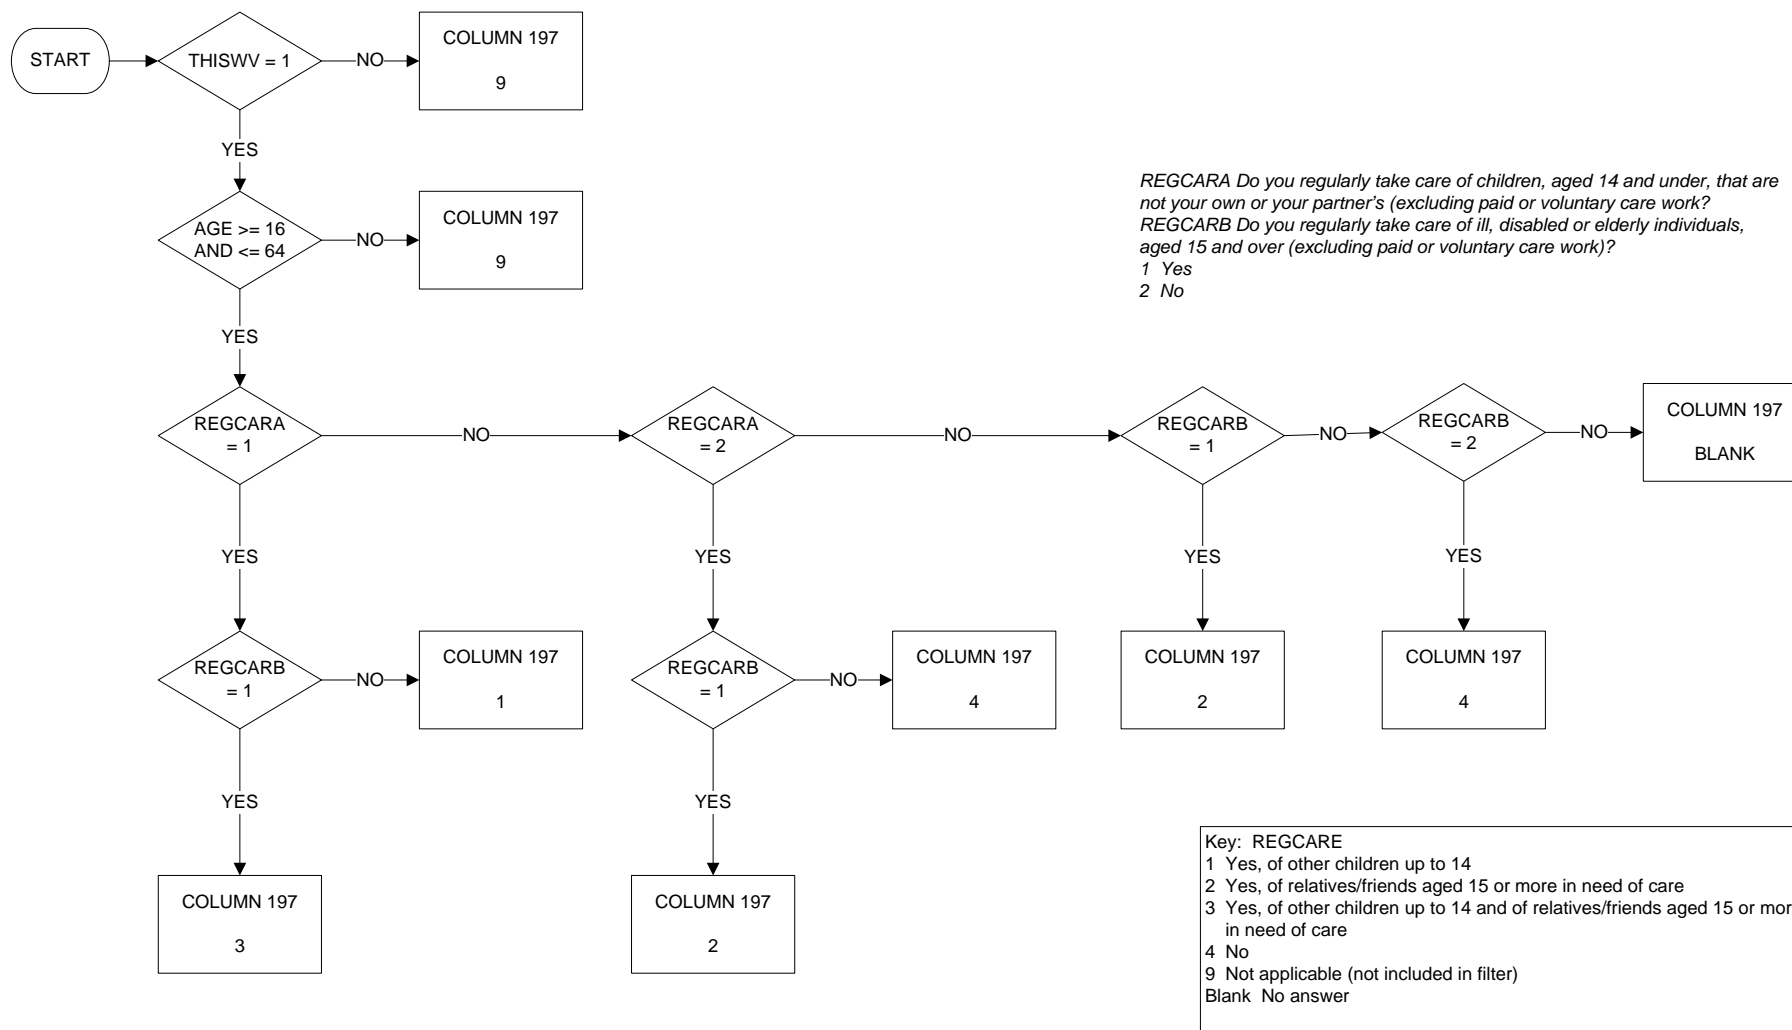 START
THISWV = 1
NO
COLUMN 197
9
YES
AGE >= 16
AND <= 64
NO
COLUMN 197
9
REGCARA Do you regularly take care of children, aged 14 and under, that are
not your own or your partner's (excluding paid or voluntary care work?
REGCARB Do you regularly take care of ill, disabled or elderly individuals,
aged 15 and over (excluding paid or voluntary care work)?
1 Yes
2 No
YES
REGCARA
= 1
NO
REGCARA
= 2
NO
REGCARB
= 1
NO
REGCARB
= 2
NO
COLUMN 197
BLANK
YES
YES
YES
YES
REGCARB
= 1
NO
COLUMN 197
1
REGCARB
= 1
NO
COLUMN 197
4
COLUMN 197
2
COLUMN 197
4
YES
YES
COLUMN 197
3
COLUMN 197
2
Key: REGCARE
1 Yes, of other children up to 14
2 Yes, of relatives/friends aged 15 or more in need of care
3 Yes, of other children up to 14 and of relatives/friends aged 15 or mor
in need of care
4 No
9 Not applicable (not included in filter)
Blank No answer